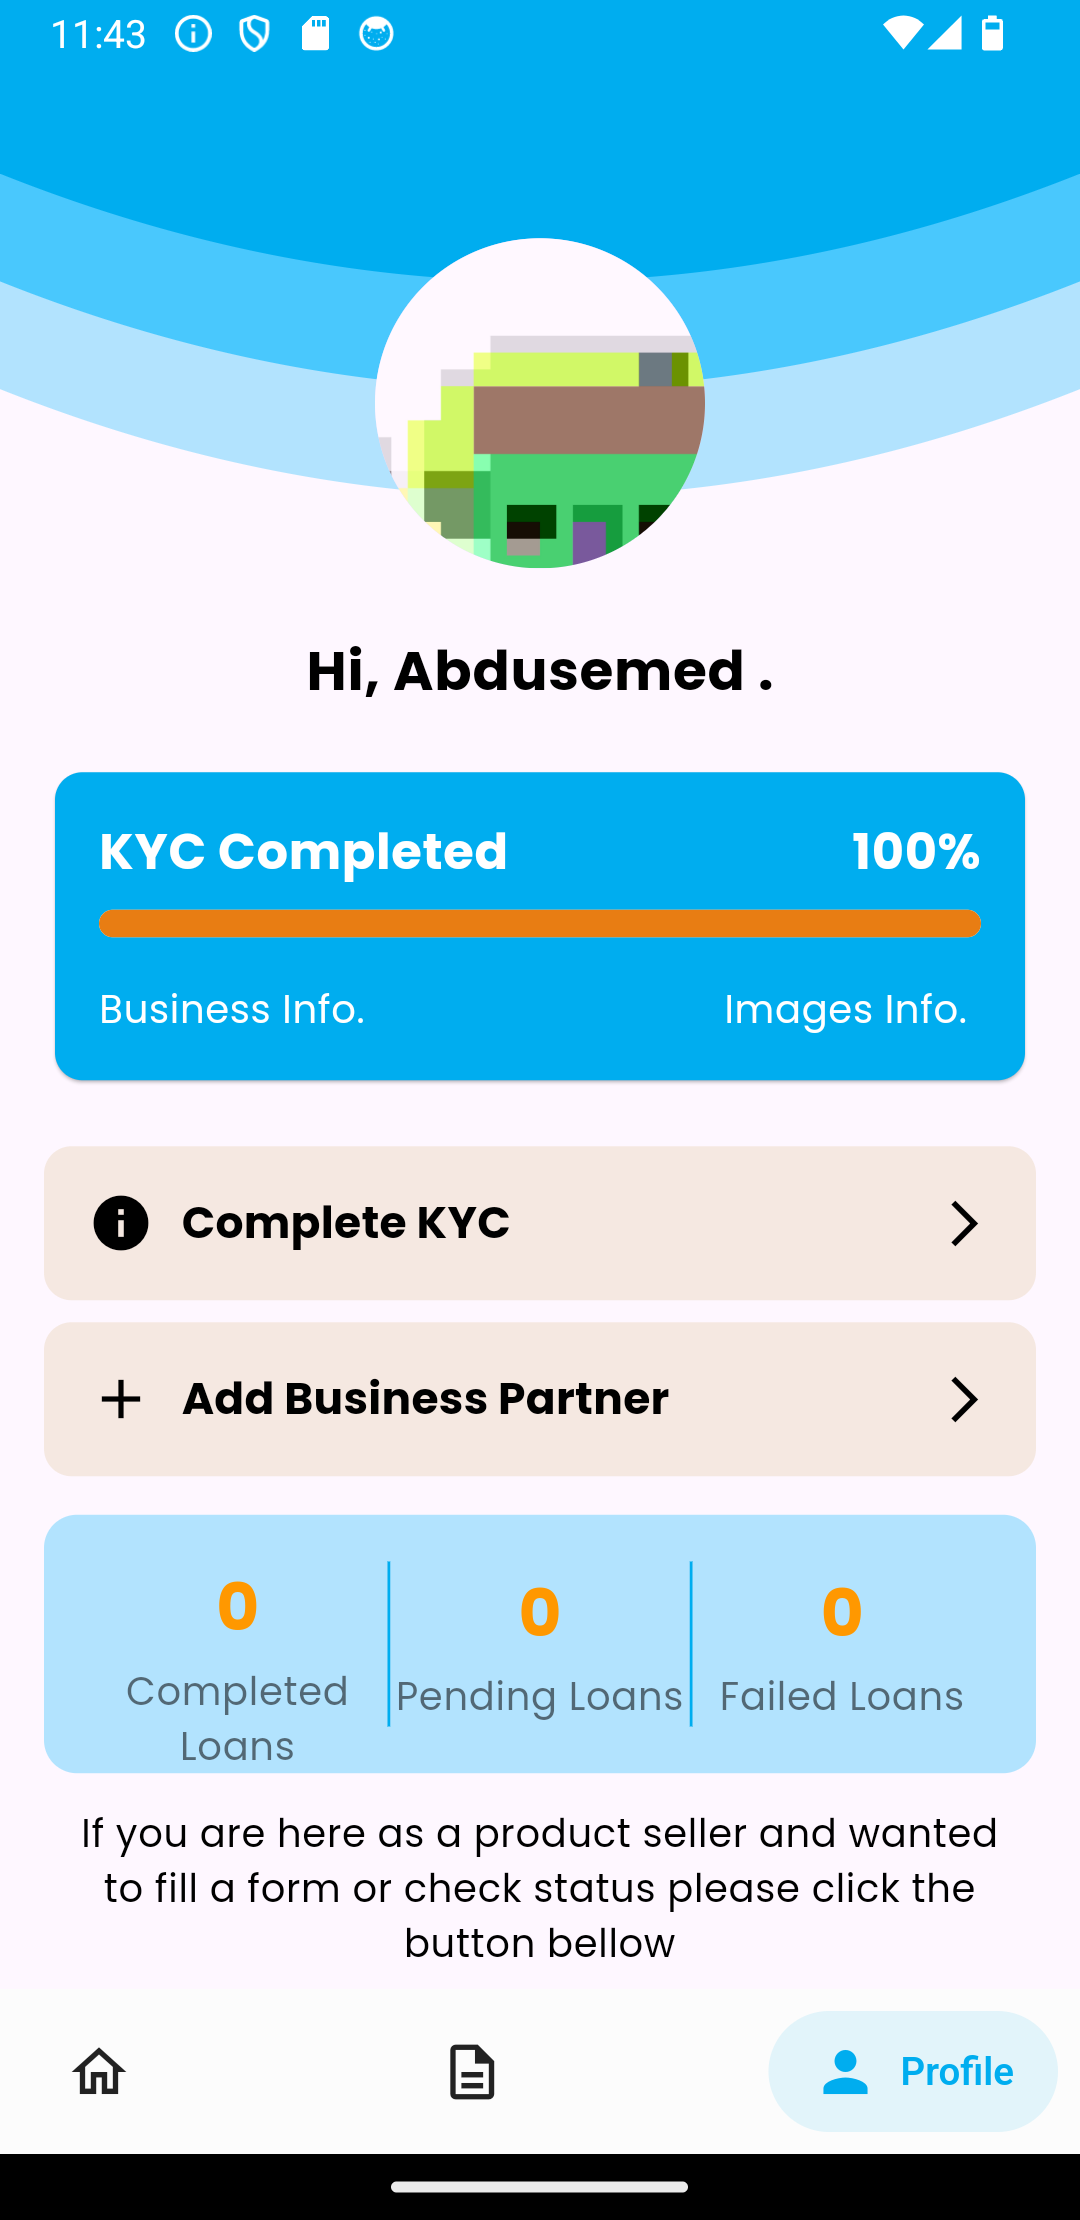 11:43
Hi, Abdusemed .
KYC Completed 100%
Business Info. Images Info.
Complete KYC
Add Business Partner
0 0 0
Completed Pending Loans Failed Loans
Loans
If you are here as a product seller and wanted
to fill a form or check status please click the
button bellow
Profile